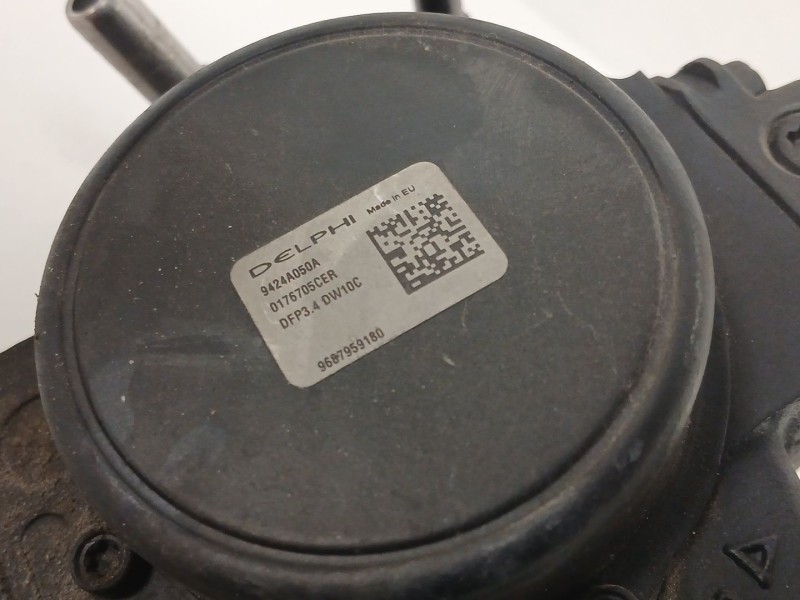 DELPHI Made in EU
9424A050A
0176705CER
DFP3.4 DW10C
9687959180